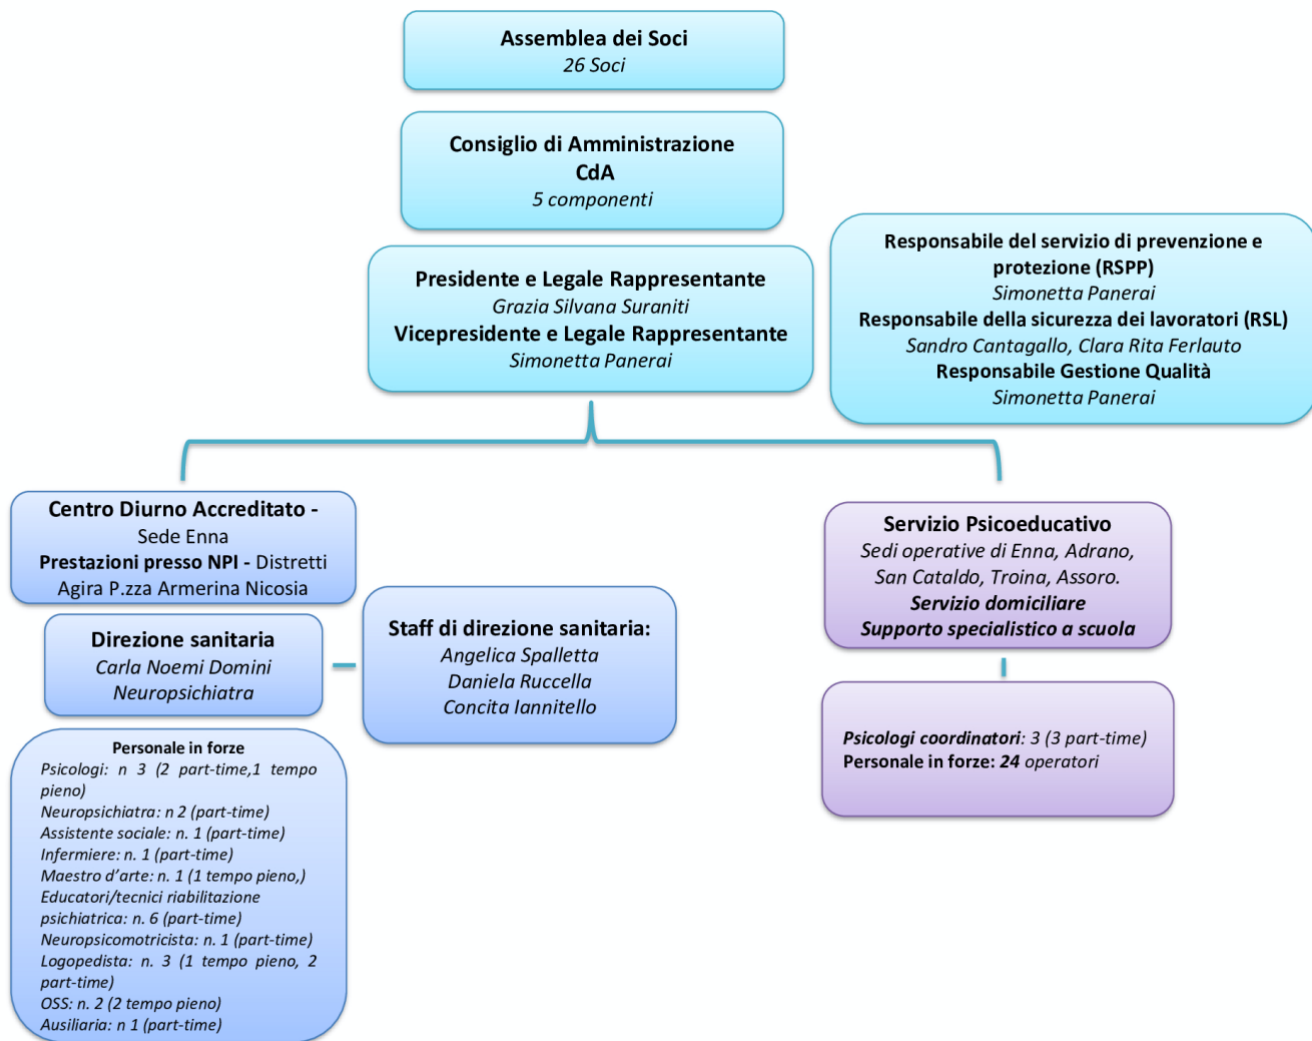 Assemblea dei Soci
26 Soci
Consiglio di Amministrazione
CdA
5 componenti
Presidente e Legale Rappresentante
Grazia Silvana Suraniti
Vicepresidente e Legale Rappresentante
Simonetta Panerai
Responsabile del servizio di prevenzione e
protezione (RSPP)
Simonetta Panerai
Responsabile della sicurezza dei lavoratori (RSL)
Sandro Cantagallo, Clara Rita Ferlauto
Responsabile Gestione Qualità
Simonetta Panerai
Centro Diurno Accreditato -
Sede Enna
Prestazioni presso NPI - Distretti
Agira P.zza Armerina Nicosia
Direzione sanitaria
Carla Noemi Domini
Neuropsichiatra
Staff di direzione sanitaria:
Angelica Spalletta
Daniela Ruccella
Concita Iannitello
Personale in forze
Psicologi: n 3 (2 part-time,1 tempo
pieno)
Neuropsichiatra: n 2 (part-time)
Assistente sociale: n. 1 (part-time)
Infermiere: n. 1 (part-time)
Maestro d'arte: n. 1 (1 tempo pieno,)
Educatori/tecnici riabilitazione
psichiatrica: n. 6 (part-time)
Neuropsicomotricista: n. 1 (part-time)
Logopedista: n. 3 (1 tempo pieno, 2
part-time)
OSS: n. 2 (2 tempo pieno)
Ausiliaria: n 1 (part-time)
Servizio Psicoeducativo
Sedi operative di Enna, Adrano,
San Cataldo, Troina, Assoro.
Servizio domiciliare
Supporto specialistico a scuola
Psicologi coordinatori: 3 (3 part-time)
Personale in forze: 24 operatori